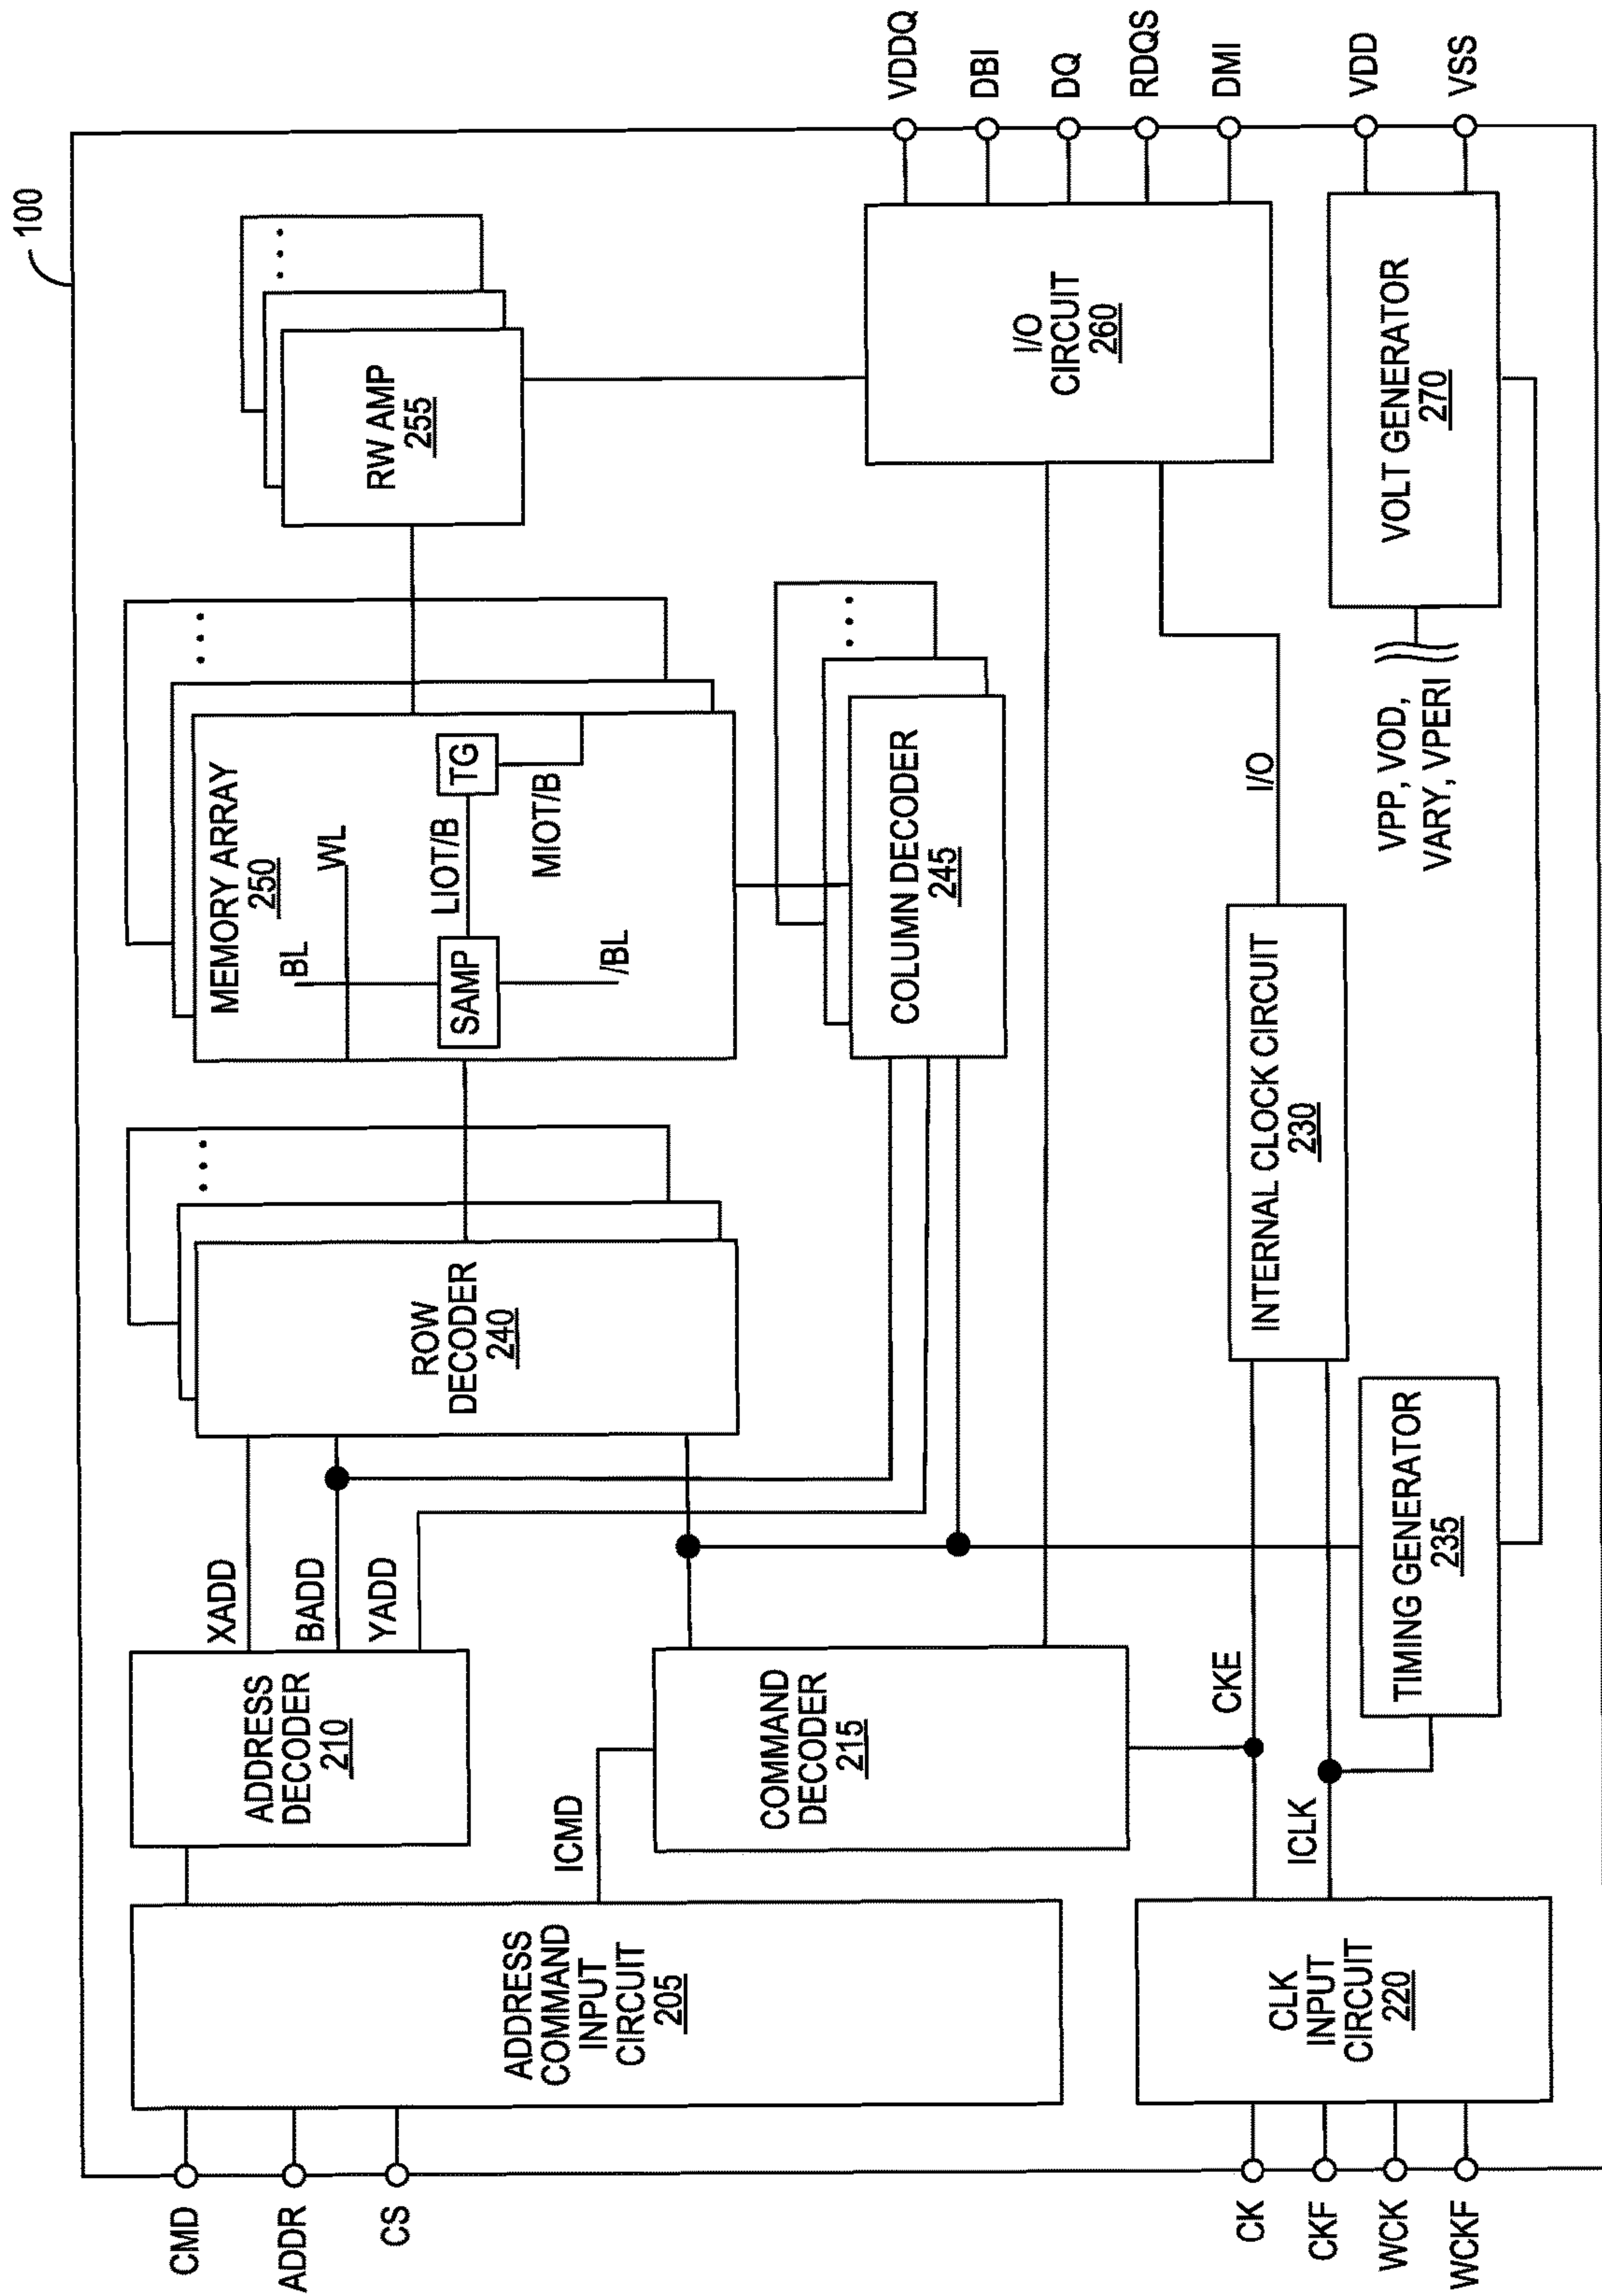 100
CMD
ADDR
CS
ADDRESS
COMMAND
INPUT
CIRCUIT
205
ADDRESS
DECODER
210
XADD
BADD
YADD
ICMD
COMMAND
DECODER
215
ROW
DECODER
240
MEMORY ARRAY
250
BL
WL
SAMP
LIOT/B
TG
MIOT/B
/BL
RW AMP
255
COLUMN DECODER
245
I/O
CIRCUIT
260
VDDQ
DBI
DQ
RDQS
DMI
VDD
VSS
CK
CKF
WCK
WCKF
CLK
INPUT
CIRCUIT
220
CKE
ICLK
INTERNAL CLOCK CIRCUIT
230
I/O
TIMING GENERATOR
235
VPP, VOD,
VARY, VPERI
VOLT GENERATOR
270